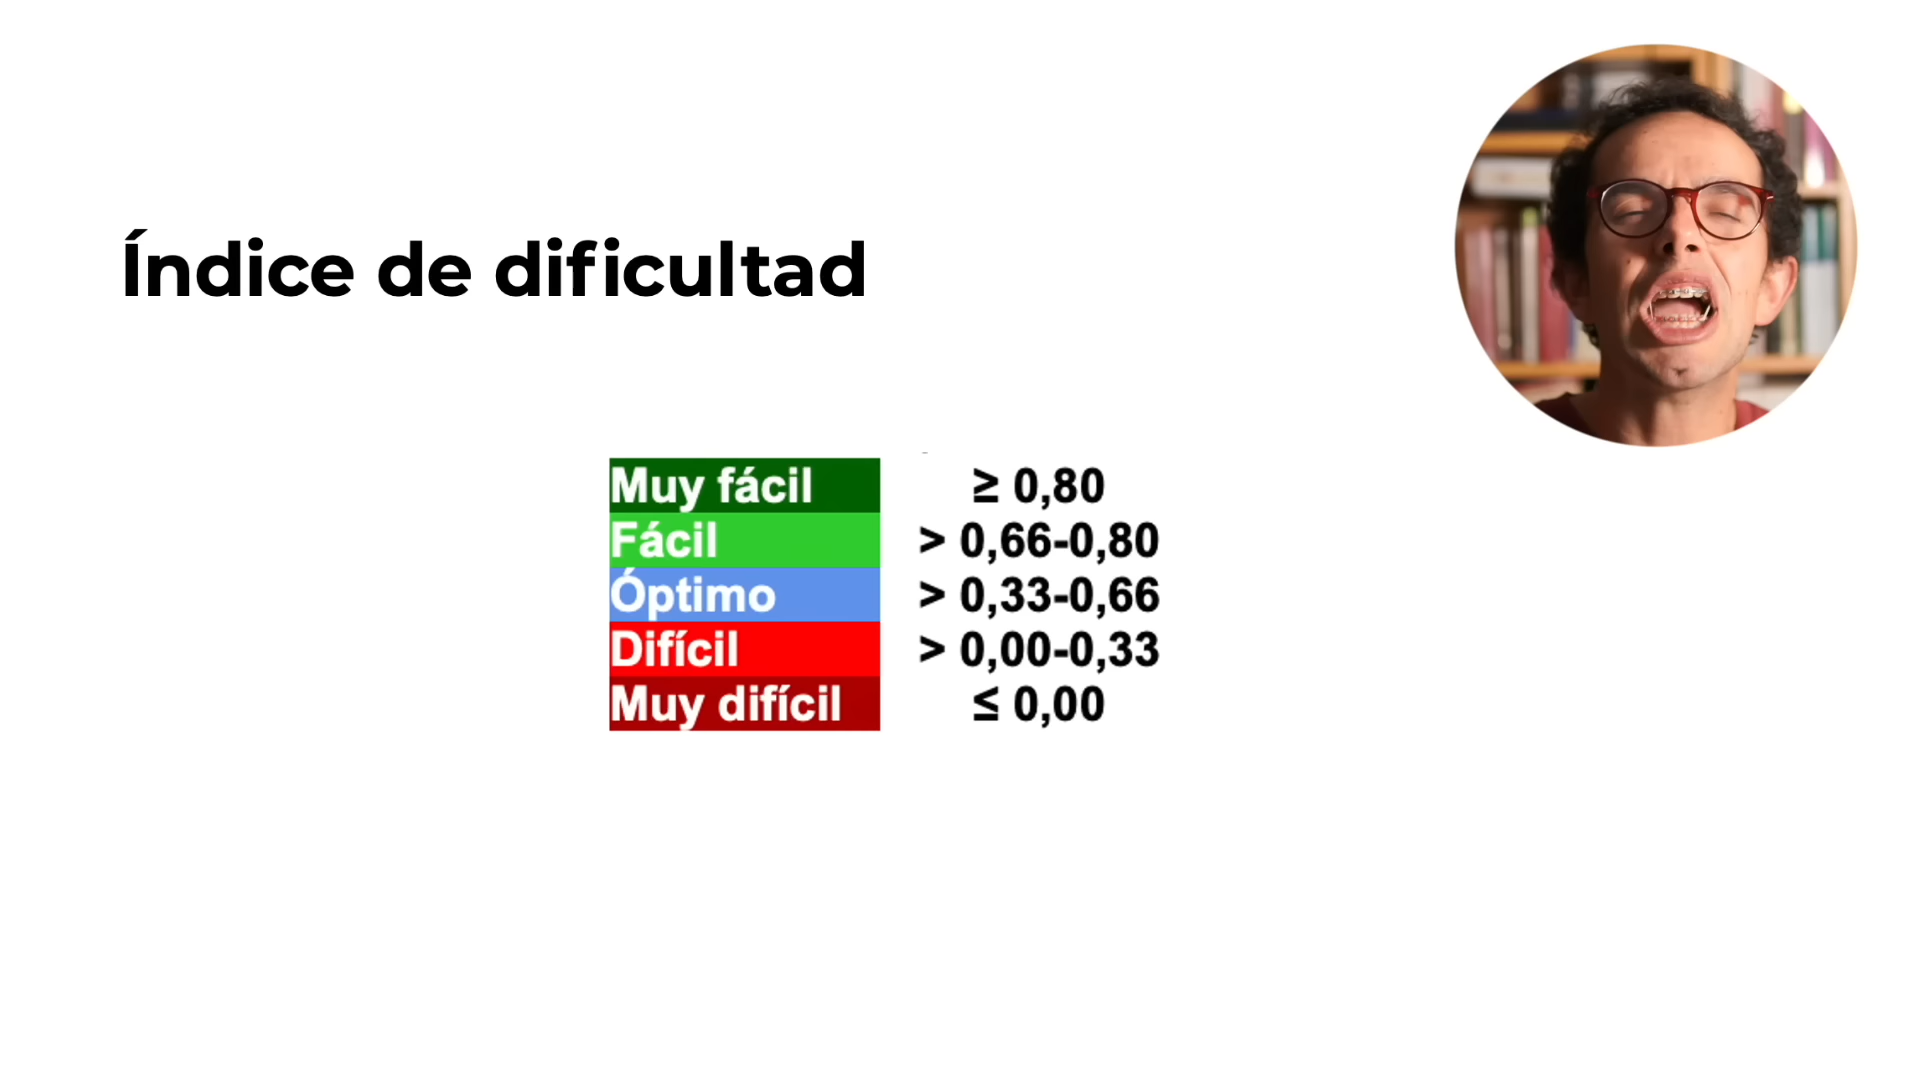 Índice de dificultad
Muy fácil ≥ 0,80
Fácil > 0,66-0,80
Óptimo > 0,33-0,66
Difícil > 0,00-0,33
Muy difícil ≤ 0,00